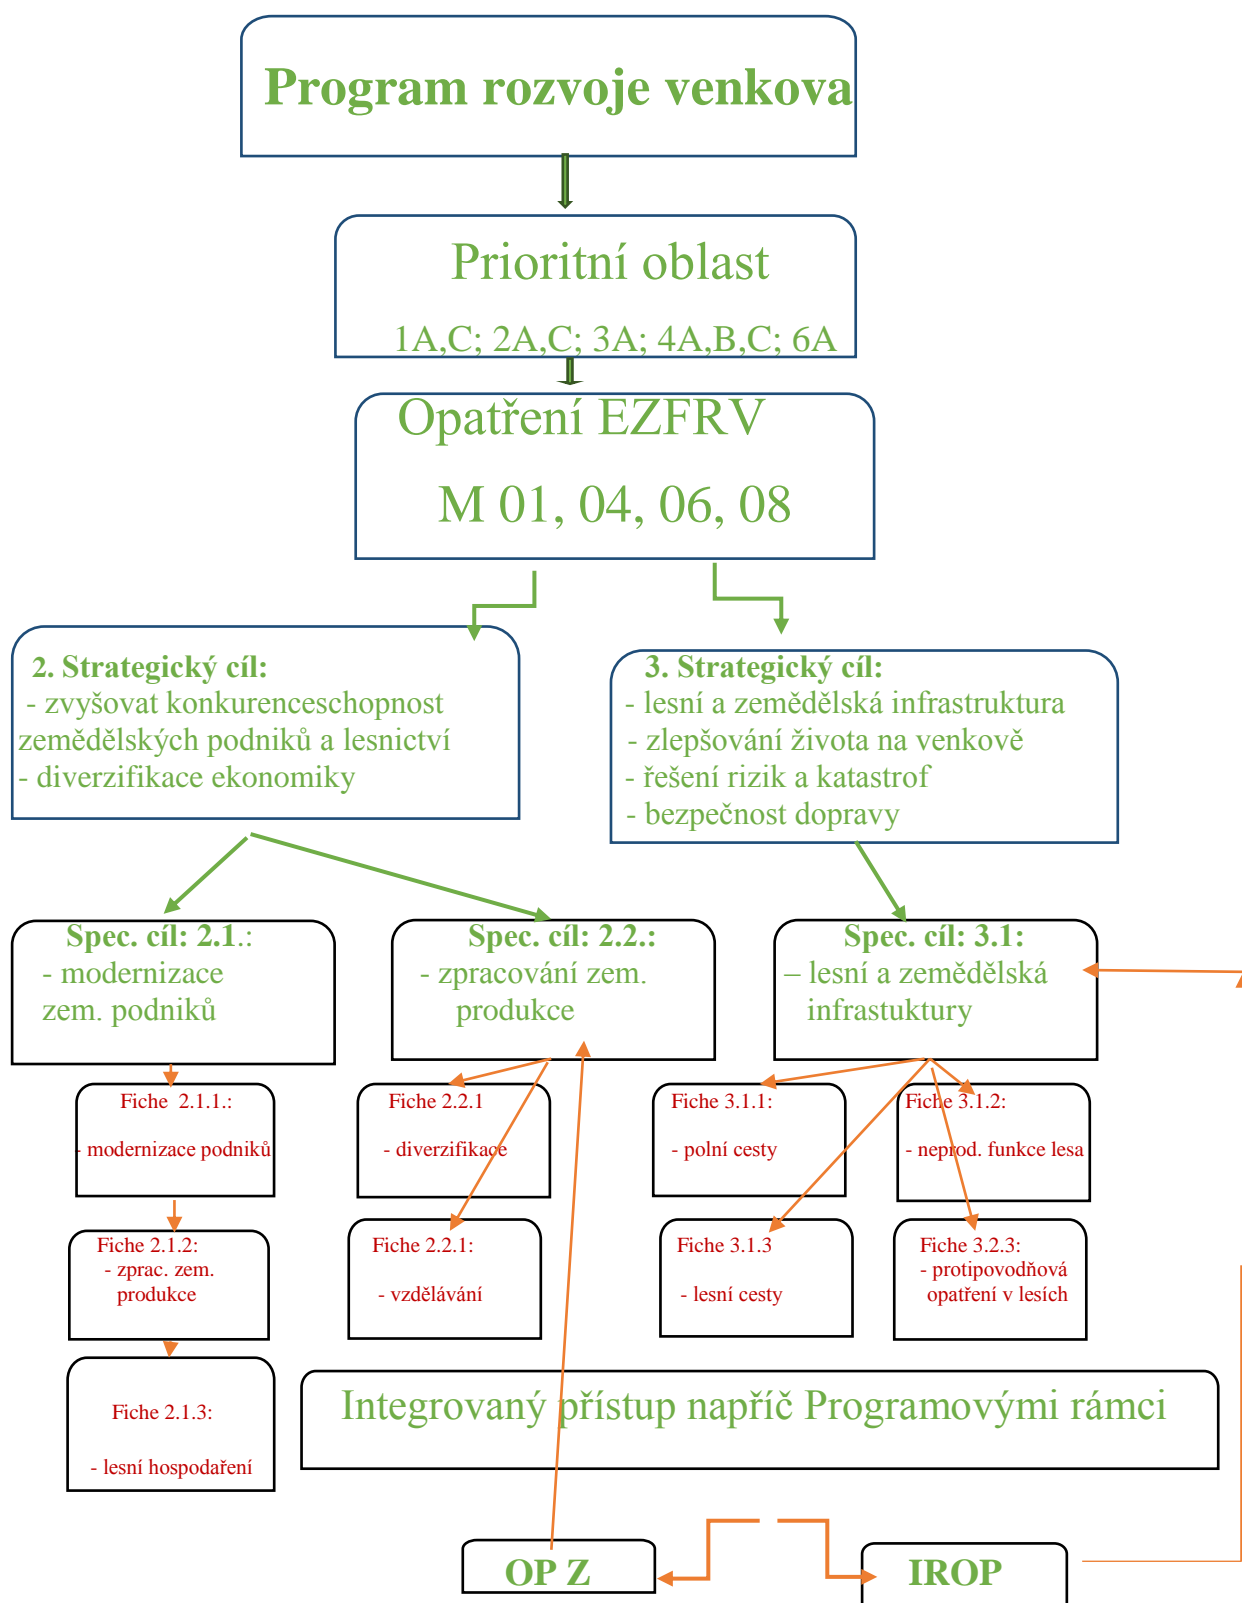 Program rozvoje venkova
Prioritní oblast
1A,C; 2A,C; 3A; 4A,B,C; 6A
Opatření EZFRV
M 01, 04, 06, 08
2. Strategický cíl:
- zvyšovat konkurenceschopnost
zemědělských podniků a lesnictví
- diverzifikace ekonomiky
3. Strategický cíl:
- lesní a zemědělská infrastruktura
- zlepšování života na venkově
- řešení rizik a katastrof
- bezpečnost dopravy
Spec. cíl: 2.1.:
- modernizace
zem. podniků
Spec. cíl: 2.2.:
- zpracování zem.
produkce
Spec. cíl: 3.1:
– lesní a zemědělská
infrastuktury
Fiche 2.1.1.:
- modernizace podniků
Fiche 2.2.1
- diverzifikace
Fiche 3.1.1:
- polní cesty
Fiche 3.1.2:
- neprod. funkce lesa
Fiche 2.1.2:
- zprac. zem.
produkce
Fiche 2.2.1:
- vzdělávání
Fiche 3.1.3
- lesní cesty
Fiche 3.2.3:
- protipovodňová
opatření v lesích
Fiche 2.1.3:
- lesní hospodaření
Integrovaný přístup napříč Programovými rámci
OP Z
IROP